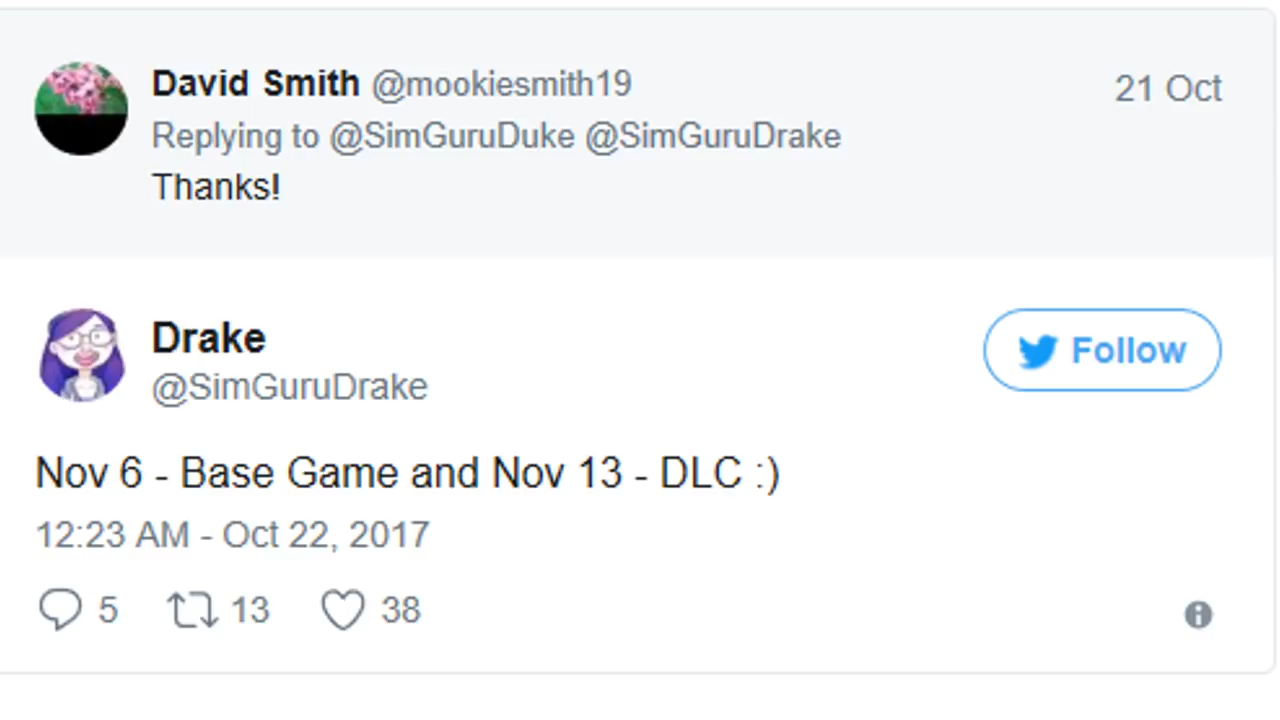 David Smith @mookiesmith19 21 Oct
Replying to @SimGuruDuke @SimGuruDrake
Thanks!
Drake
@SimGuruDrake
Follow
Nov 6 - Base Game and Nov 13 - DLC :)
12:23 AM - Oct 22, 2017
5 13 38